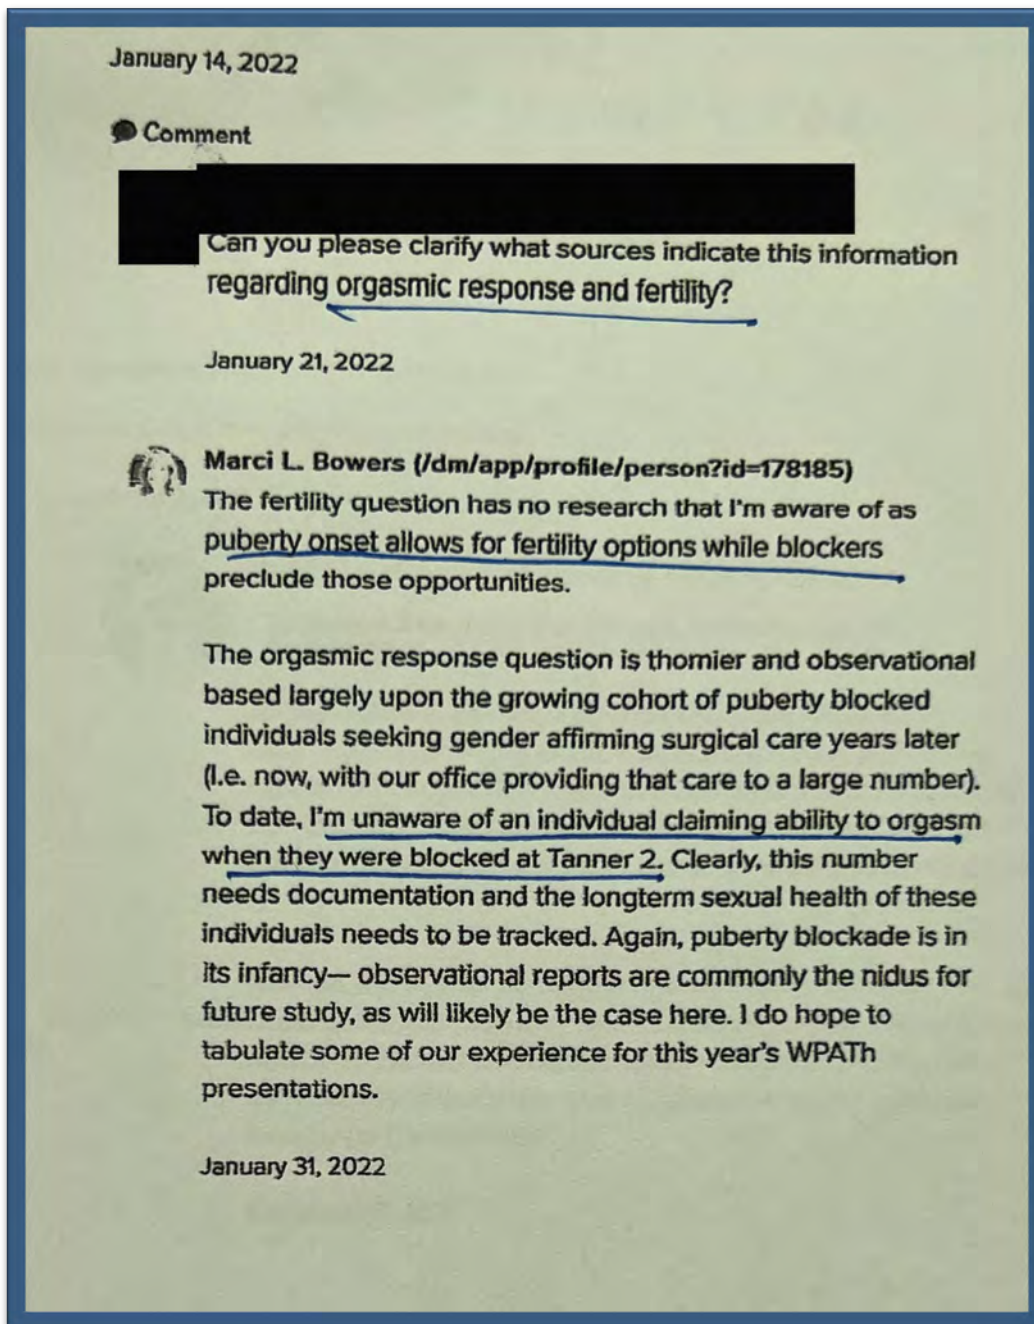 January 14, 2022
Comment
Can you please clarify what sources indicate this information
regarding orgasmic response and fertility?
January 21, 2022
Marci L. Bowers (/dm/app/profile/person?id=178185)
The fertility question has no research that I'm aware of as
puberty onset allows for fertility options while blockers
preclude those opportunities.
The orgasmic response question is thornier and observational
based largely upon the growing cohort of puberty blocked
individuals seeking gender affirming surgical care years later
(I.e. now, with our office providing that care to a large number).
To date, I'm unaware of an individual claiming ability to orgasm
when they were blocked at Tanner 2. Clearly, this number
needs documentation and the longterm sexual health of these
individuals needs to be tracked. Again, puberty blockade is in
its infancy— observational reports are commonly the nidus for
future study, as will likely be the case here. I do hope to
tabulate some of our experience for this year's WPATh
presentations.
January 31, 2022